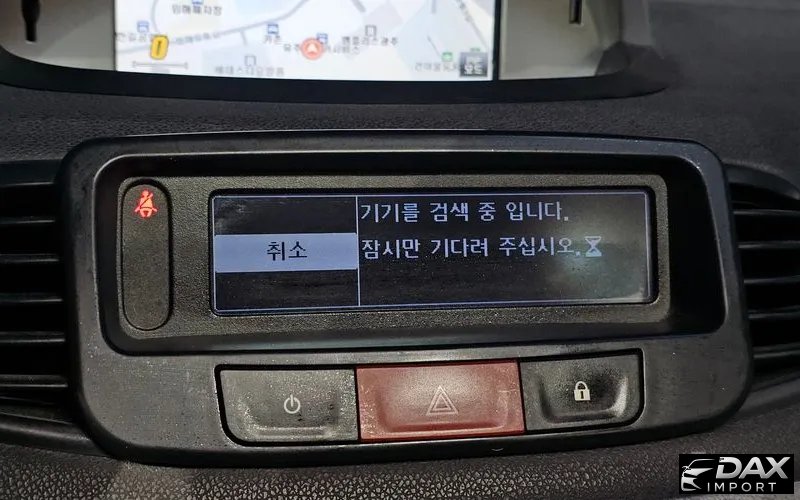 취소
기기를 검색 중 입니다.
잠시만 기다려 주십시오.
DAX
IMPORT